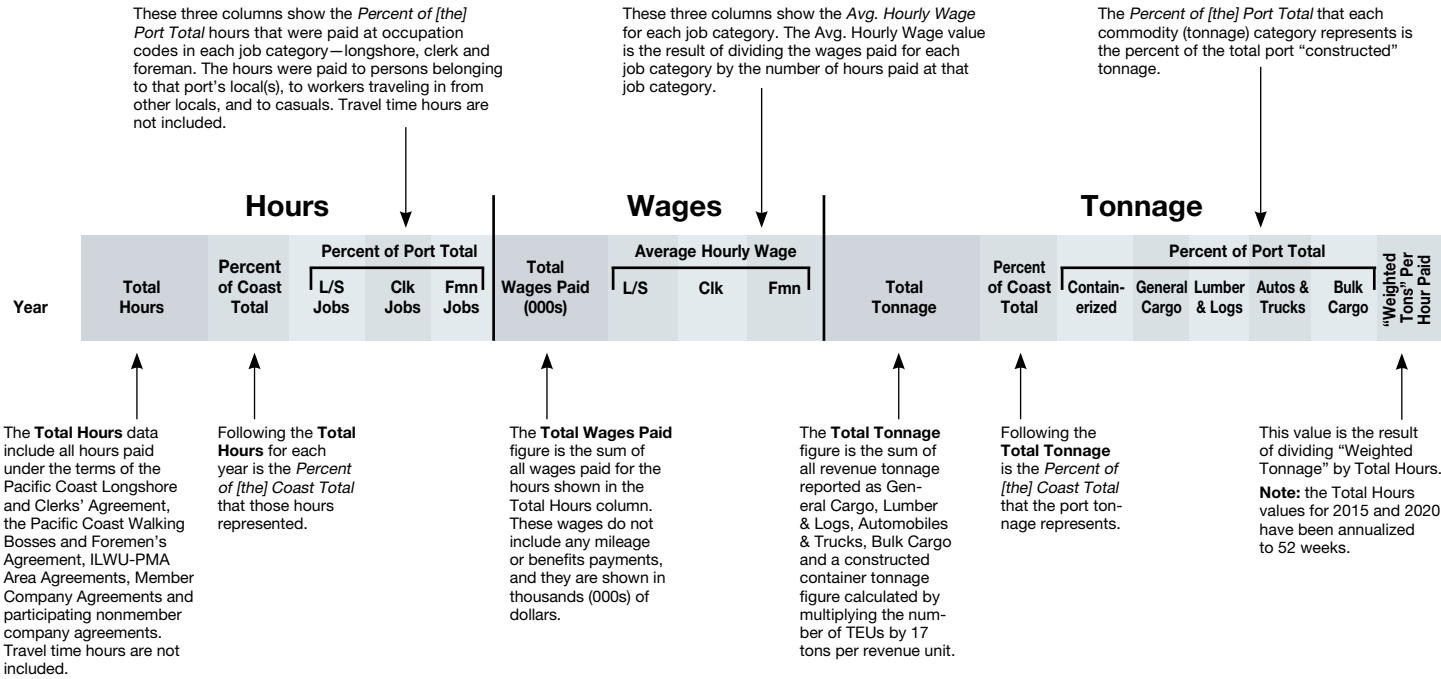 These three columns show the Percent of [the]
Port Total hours that were paid at occupation
codes in each job category—longshore, clerk and
foreman. The hours were paid to persons belonging
to that port's local(s), to workers traveling in from
other locals, and to casuals. Travel time hours are
not included.
These three columns show the Avg. Hourly Wage
for each job category. The Avg. Hourly Wage value
is the result of dividing the wages paid for each
job category by the number of hours paid at that
job category.
The Percent of [the] Port Total that each
commodity (tonnage) category represents is
the percent of the total port “constructed”
tonnage.
Hours
Wages
Tonnage
Year
Total
Hours
Percent
of Coast
Total
Percent of Port Total
L/S
Jobs
Clk
Jobs
Fmn
Jobs
Total
Wages Paid
(000s)
Average Hourly Wage
L/S
Clk
Fmn
Total
Tonnage
Percent
of Coast
Total
Percent of Port Total
Contain-
erized
General
Cargo
Lumber
& Logs
Autos &
Trucks
Bulk
Cargo
“Weighted
Tons” Per
Hour Paid
The Total Hours data
include all hours paid
under the terms of the
Pacific Coast Longshore
and Clerks' Agreement,
the Pacific Coast Walking
Bosses and Foremen's
Agreement, ILWU-PMA
Area Agreements, Member
Company Agreements and
participating nonmember
company agreements.
Travel time hours are not
included.
Following the Total
Hours for each
year is the Percent
of [the] Coast Total
that those hours
represented.
The Total Wages Paid
figure is the sum of
all wages paid for the
hours shown in the
Total Hours column.
These wages do not
include any mileage
or benefits payments,
and they are shown in
thousands (000s) of
dollars.
The Total Tonnage
figure is the sum of
all revenue tonnage
reported as Gen-
eral Cargo, Lumber
& Logs, Automobiles
& Trucks, Bulk Cargo
and a constructed
container tonnage
figure calculated by
multiplying the num-
ber of TEUs by 17
tons per revenue unit.
Following the
Total Tonnage
is the Percent of
[the] Coast Total
that the port ton-
nage represents.
This value is the result
of dividing “Weighted
Tonnage” by Total Hours.
Note: the Total Hours
values for 2015 and 2020
have been annualized
to 52 weeks.